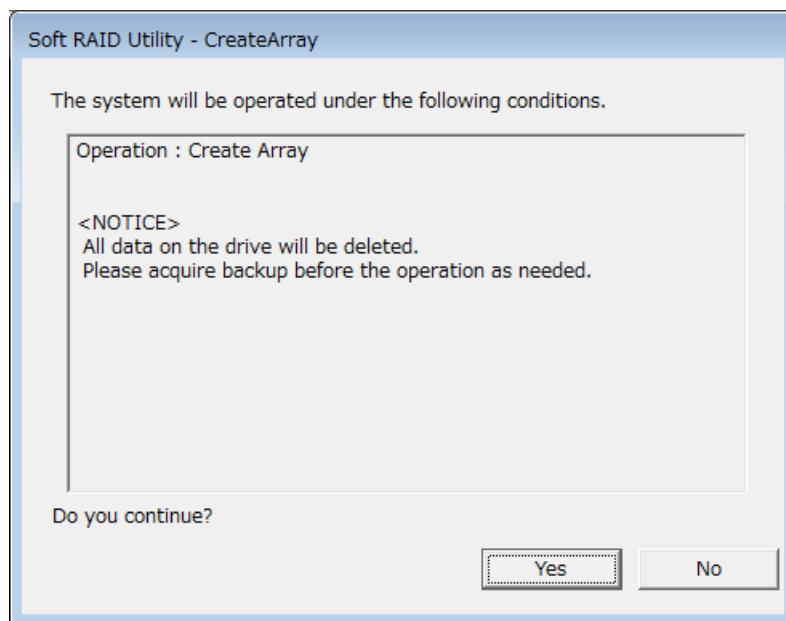 Soft RAID Utility - CreateArray
The system will be operated under the following conditions.
Operation : Create Array
<NOTICE>
All data on the drive will be deleted.
Please acquire backup before the operation as needed.
Do you continue?
Yes
No